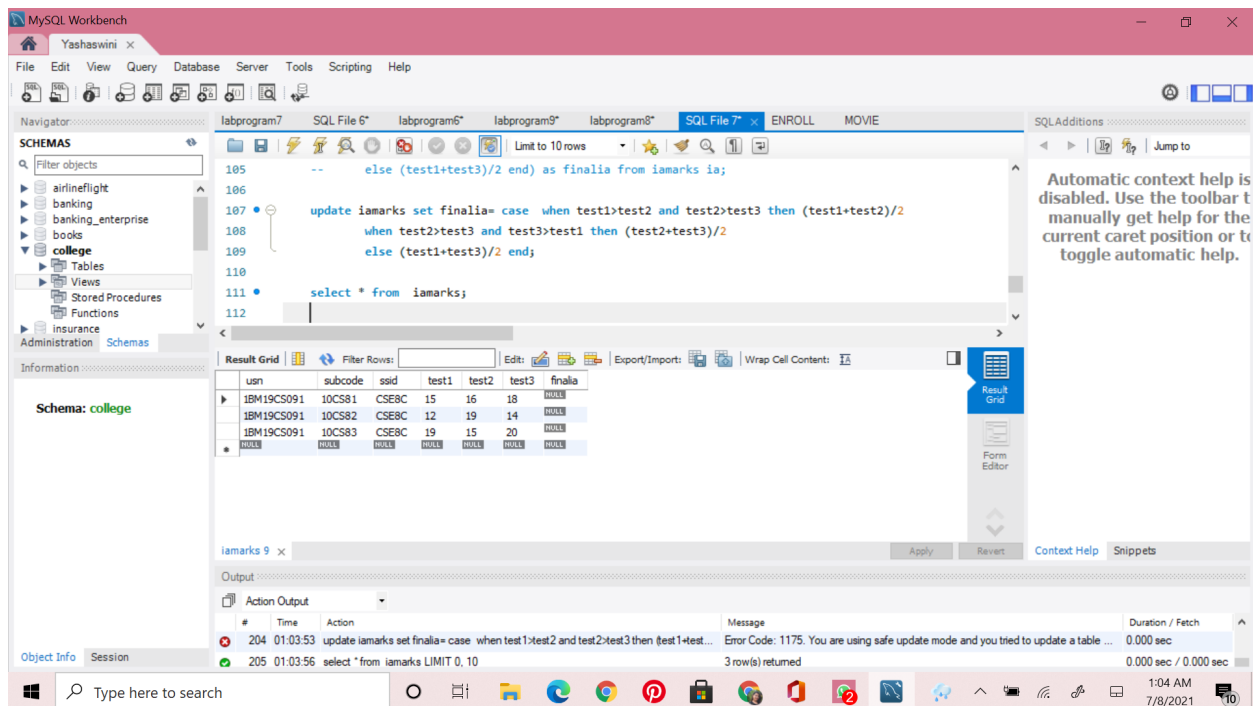 MySQL Workbench
Yashaswini
File Edit View Query Database Server Tools Scripting Help
Navigator
SCHEMAS
Filter objects
airlineflight
banking
banking_enterprise
books
college
Tables
Views
Stored Procedures
Functions
insurance
Administration Schemas
Information
Schema: college
Object Info Session
labprogram7 SQL File 6* labprogram6* labprogram9* labprogram8* SQL File 7* ENROLL MOVIE
Limit to 10 rows
105 -- else (test1+test3)/2 end) as finalia from iamarks ia;
106
107 update iamarks set finalia= case when test1>test2 and test2>test3 then (test1+test2)/2
108 when test2>test3 and test3>test1 then (test2+test3)/2
109 else (test1+test3)/2 end;
110
111 select * from iamarks;
112
Result Grid Filter Rows: Edit: Export/Import: Wrap Cell Content:
usn subcode ssid test1 test2 test3 finalia
1BM19CS091 10CS81 CSE8C 15 16 18 NULL
1BM19CS091 10CS82 CSE8C 12 19 14 NULL
1BM19CS091 10CS83 CSE8C 19 15 20 NULL
NULL NULL NULL NULL NULL NULL NULL
Result Grid
Form Editor
iamarks 9
Apply Revert
SQLAdditions
Jump to
Automatic context help is
disabled. Use the toolbar t
manually get help for the
current caret position or to
toggle automatic help.
Context Help Snippets
Output
Action Output
# Time Action Message Duration / Fetch
204 01:03:53 update iamarks set finalia= case when test1>test2 and test2>test3 then (test1+test... Error Code: 1175. You are using safe update mode and you tried to update a table ... 0.000 sec
205 01:03:56 select * from iamarks LIMIT 0, 10 3 row(s) returned 0.000 sec / 0.000 sec
Type here to search
2
1:04 AM
7/8/2021
10